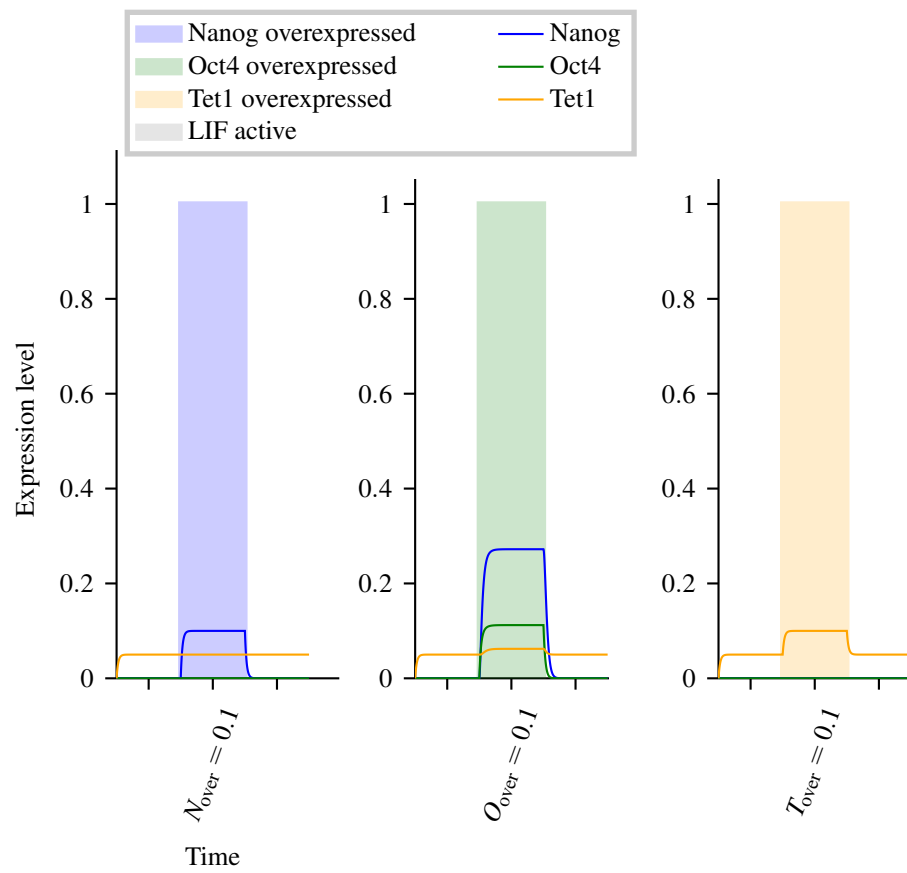 Nanog overexpressed
Oct4 overexpressed
Tet1 overexpressed
LIF active
Nanog
Oct4
Tet1
Expression level
1
0.8
0.6
0.4
0.2
0
N_over = 0.1
Time
1
0.8
0.6
0.4
0.2
0
O_over = 0.1
1
0.8
0.6
0.4
0.2
0
T_over = 0.1